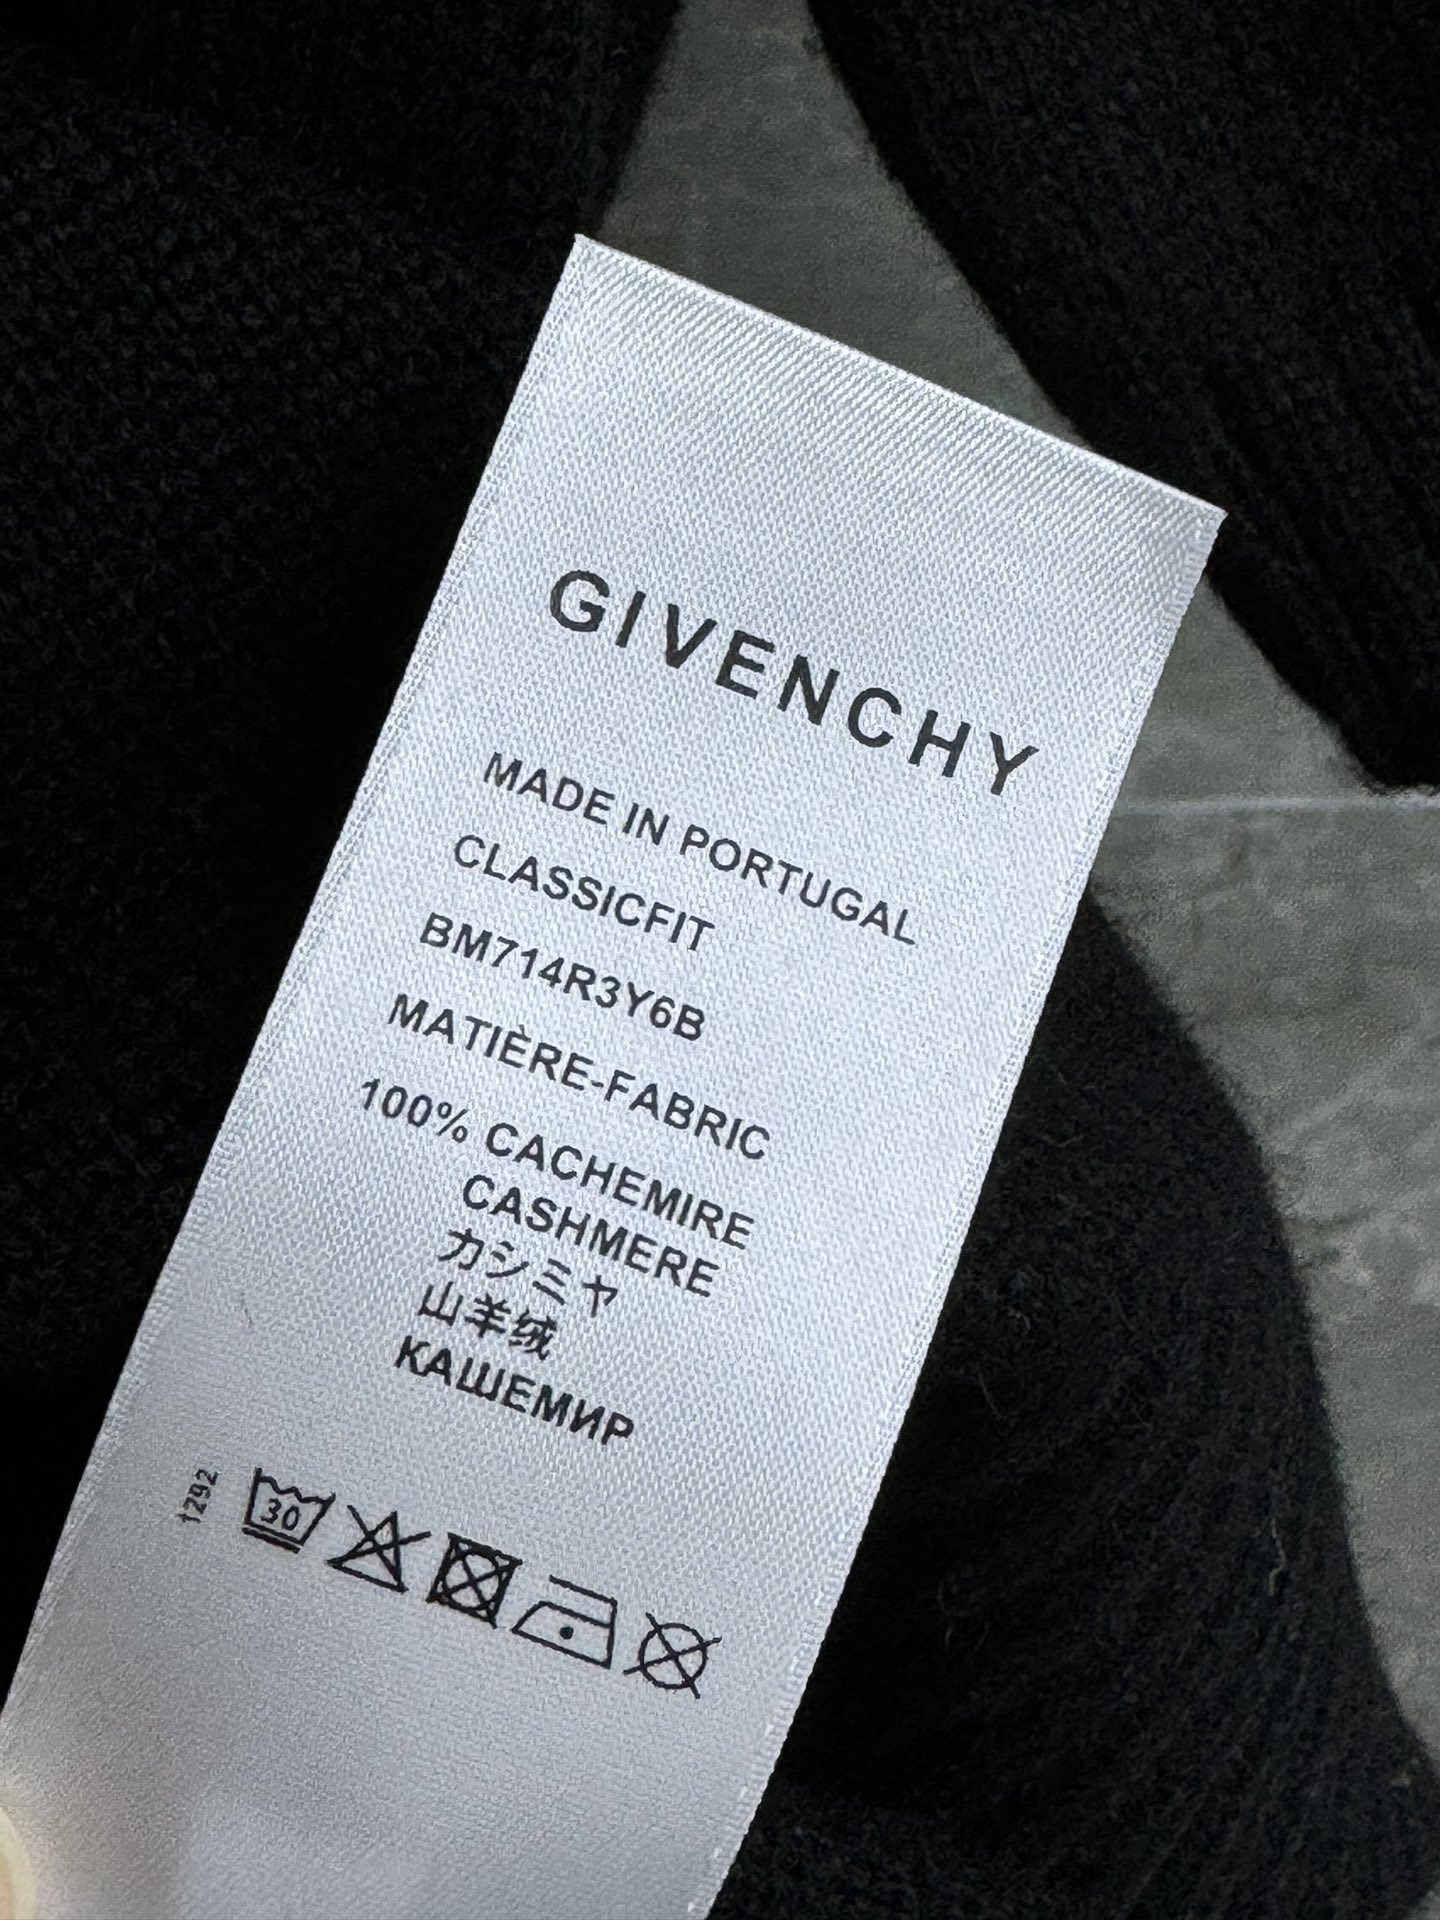 GIVENCHY
MADE IN PORTUGAL
CLASSICFIT
BM714R3Y6B
MATIÈRE-FABRIC
100% CACHEMIRE
CASHMERE
カシミヤ
山羊绒
КАШЕМИР
1292
30